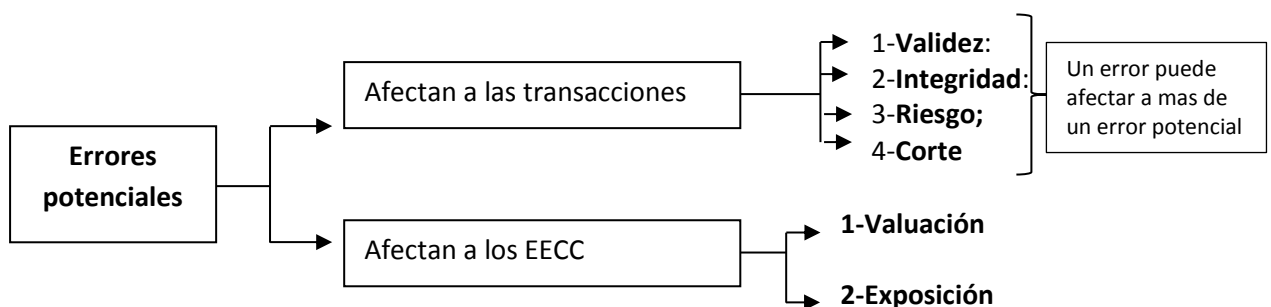 Errores
potenciales
Afectan a las transacciones
1-Validez:
2-Integridad:
3-Riesgo;
4-Corte
Un error puede
afectar a mas de
un error potencial
Afectan a los EECC
1-Valuación
2-Exposición